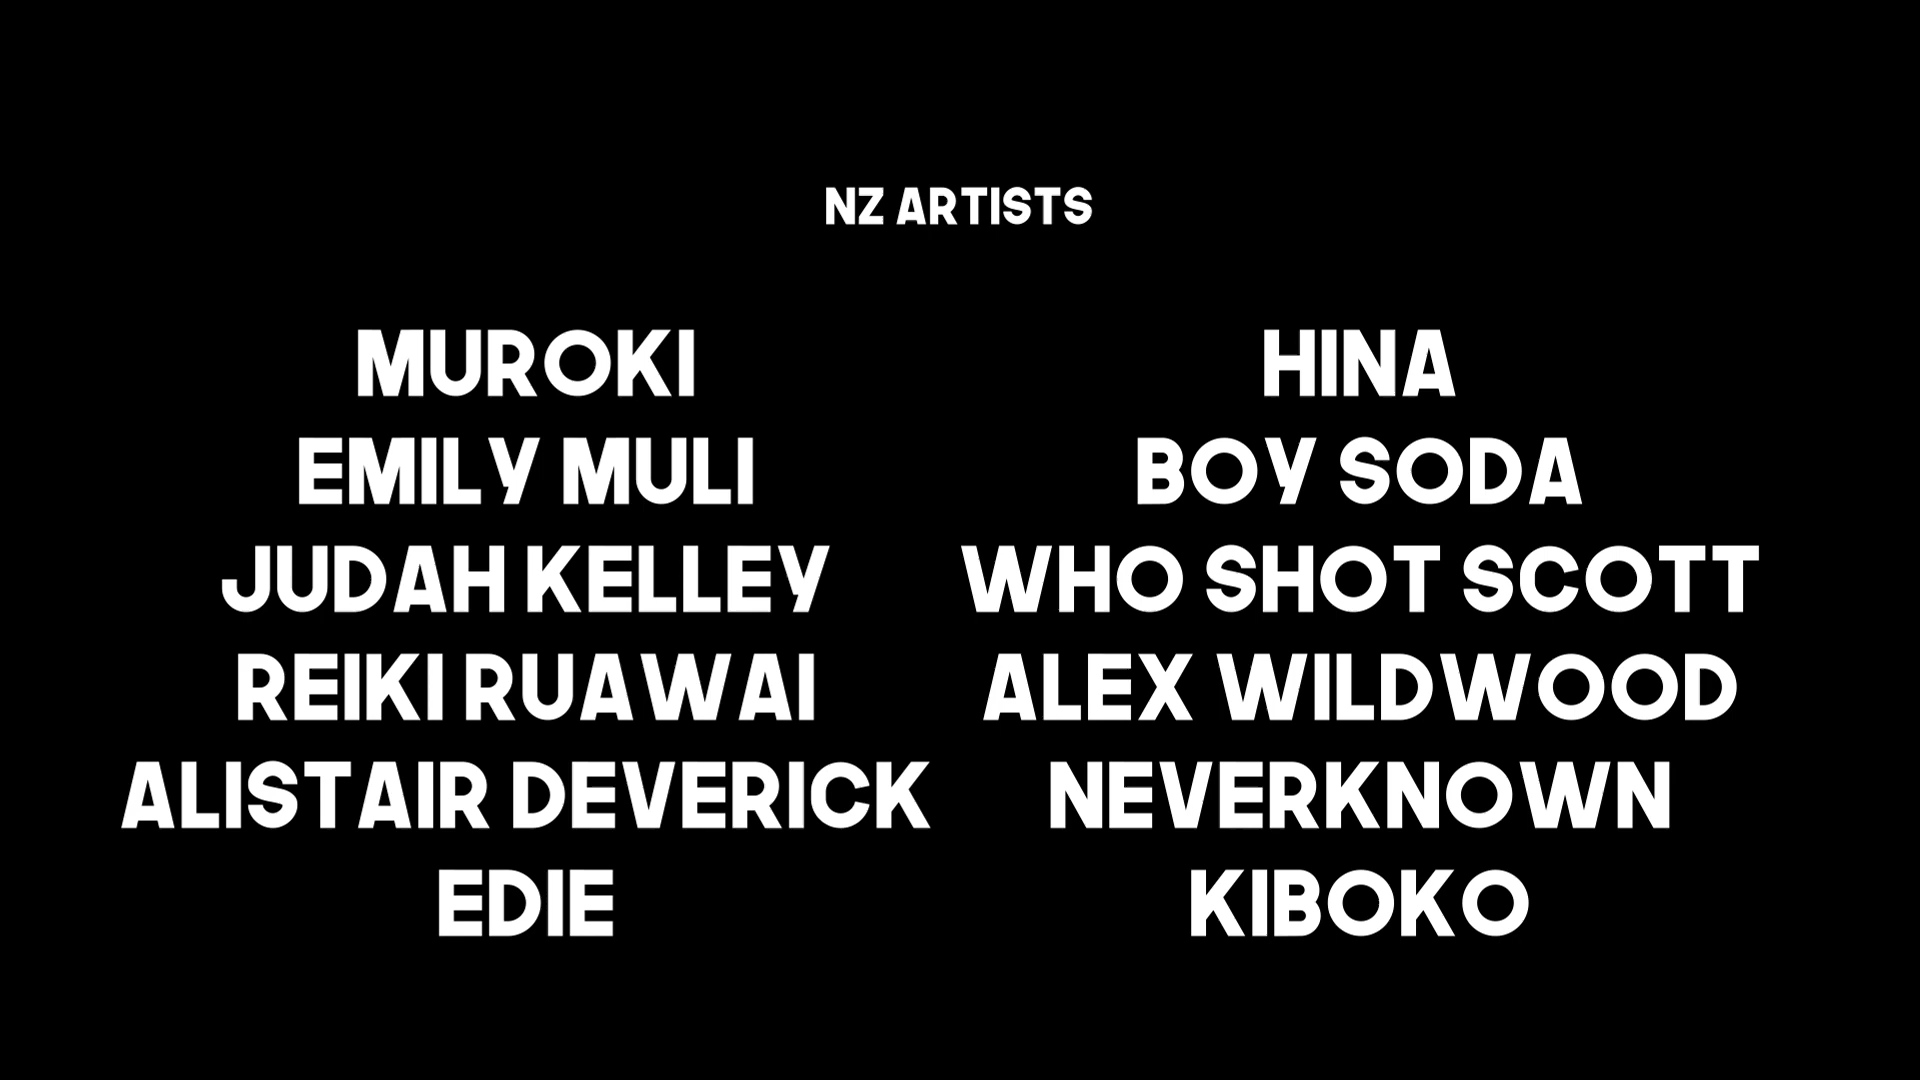 NZ ARTISTS
MUROKI
EMILY MULI
JUDAH KELLEY
REIKI RUAWAI
ALISTAIR DEVERICK
EDIE
HINA
BOY SODA
WHO SHOT SCOTT
ALEX WILDWOOD
NEVERKNOWN
KIBOKO